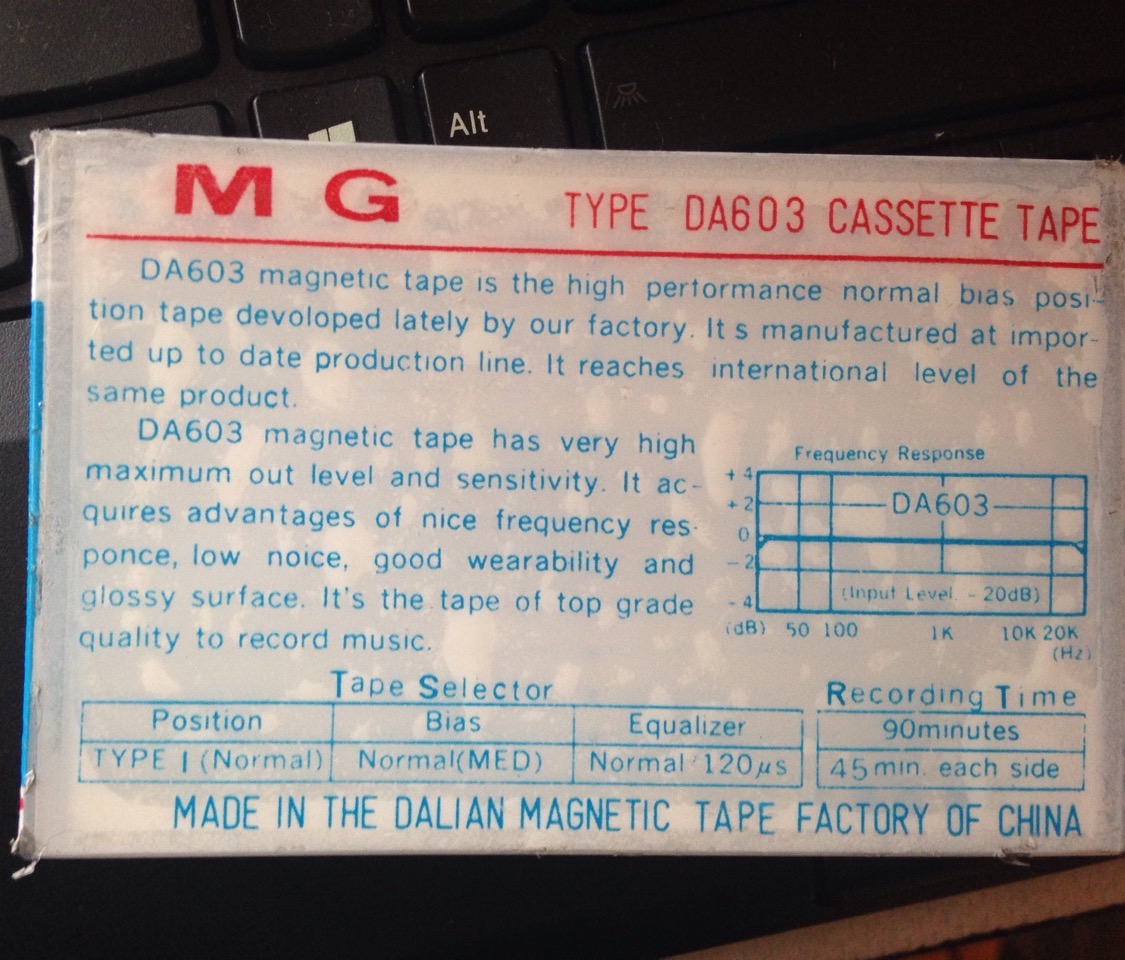 Alt
M G
TYPE DA603 CASSETTE TAPE
DA603 magnetic tape is the high pertormance normal bias posi-
tion tape devoloped lately by our factory. It s manufactured at impor-
ted up to date production line. It reaches international level of the
same product.
DA603 magnetic tape has very high
maximum out level and sensitivity. It ac-
quires advantages of nice frequency res-
ponce, low noice, good wearability and
glossy surface. It's the tape of top grade
quality to record music.
Frequency Response
+4
+2
0
-2
-4
DA603
(Input Level - 20dB)
(dB) 50 100 1K 10K 20K
(Hz)
Tape Selector
Position Bias Equalizer
TYPE I (Normal) Normal(MED) Normal 120μs
Recording Time
90minutes
45min. each side
MADE IN THE DALIAN MAGNETIC TAPE FACTORY OF CHINA